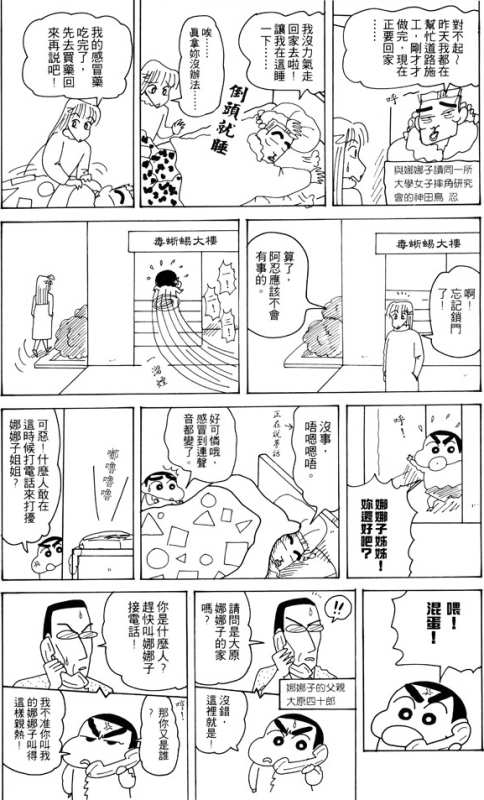 對不起～
昨天我都在
幫忙道路施
工，剛才才
做完，現在
正要回家
……
呼
與娜娜子讀同一所
大學女子摔角研究
會的神田鳥 忍
我沒力氣走
回家去啦！
讓我在這睡
一下……
倒頭就睡
唉……
真拿妳沒辦法
……
我的感冒藥
吃完了，
先去買藥回
來再說吧！
毒蜥蜴大樓
啊！
忘記鎖門
了！
算了，
阿忍應該不會
有事的。
毒蜥蜴大樓
一溜煙
呼！
娜娜子姊姊！
妳還好吧？
沒事，
唔嗯嗯唔。
正在說夢話
好可憐哦，
感冒到連聲
音都變了。
嘟嚕嚕嚕
可惡！什麼人敢在
這時候打電話來打擾
娜娜子姐姐？
喂！
混蛋！
!!
娜娜子的父親
大原四十郎
請問是大原
娜娜子的家
嗎？
沒錯，
這裡就是！
你是什麼人？
趕快叫娜娜子
接電話！
那你又是誰
？
我不准你叫我
的娜娜子叫得
這樣親熱！